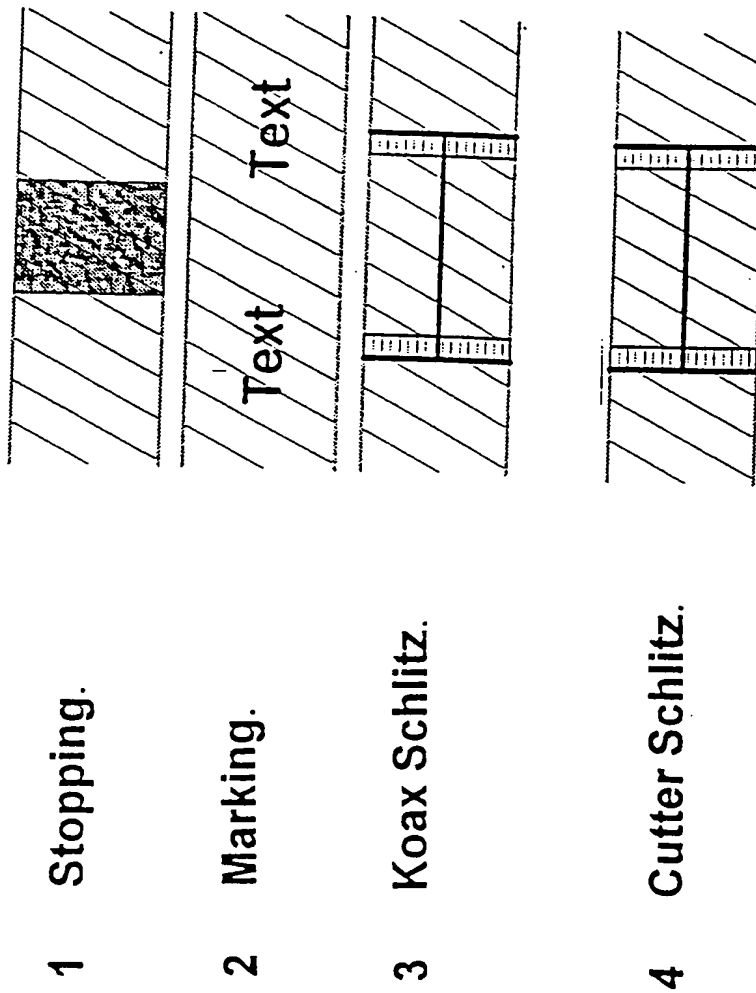 1 Stopping.
2 Marking. Text Text
3 Koax Schlitz.
4 Cutter Schlitz.